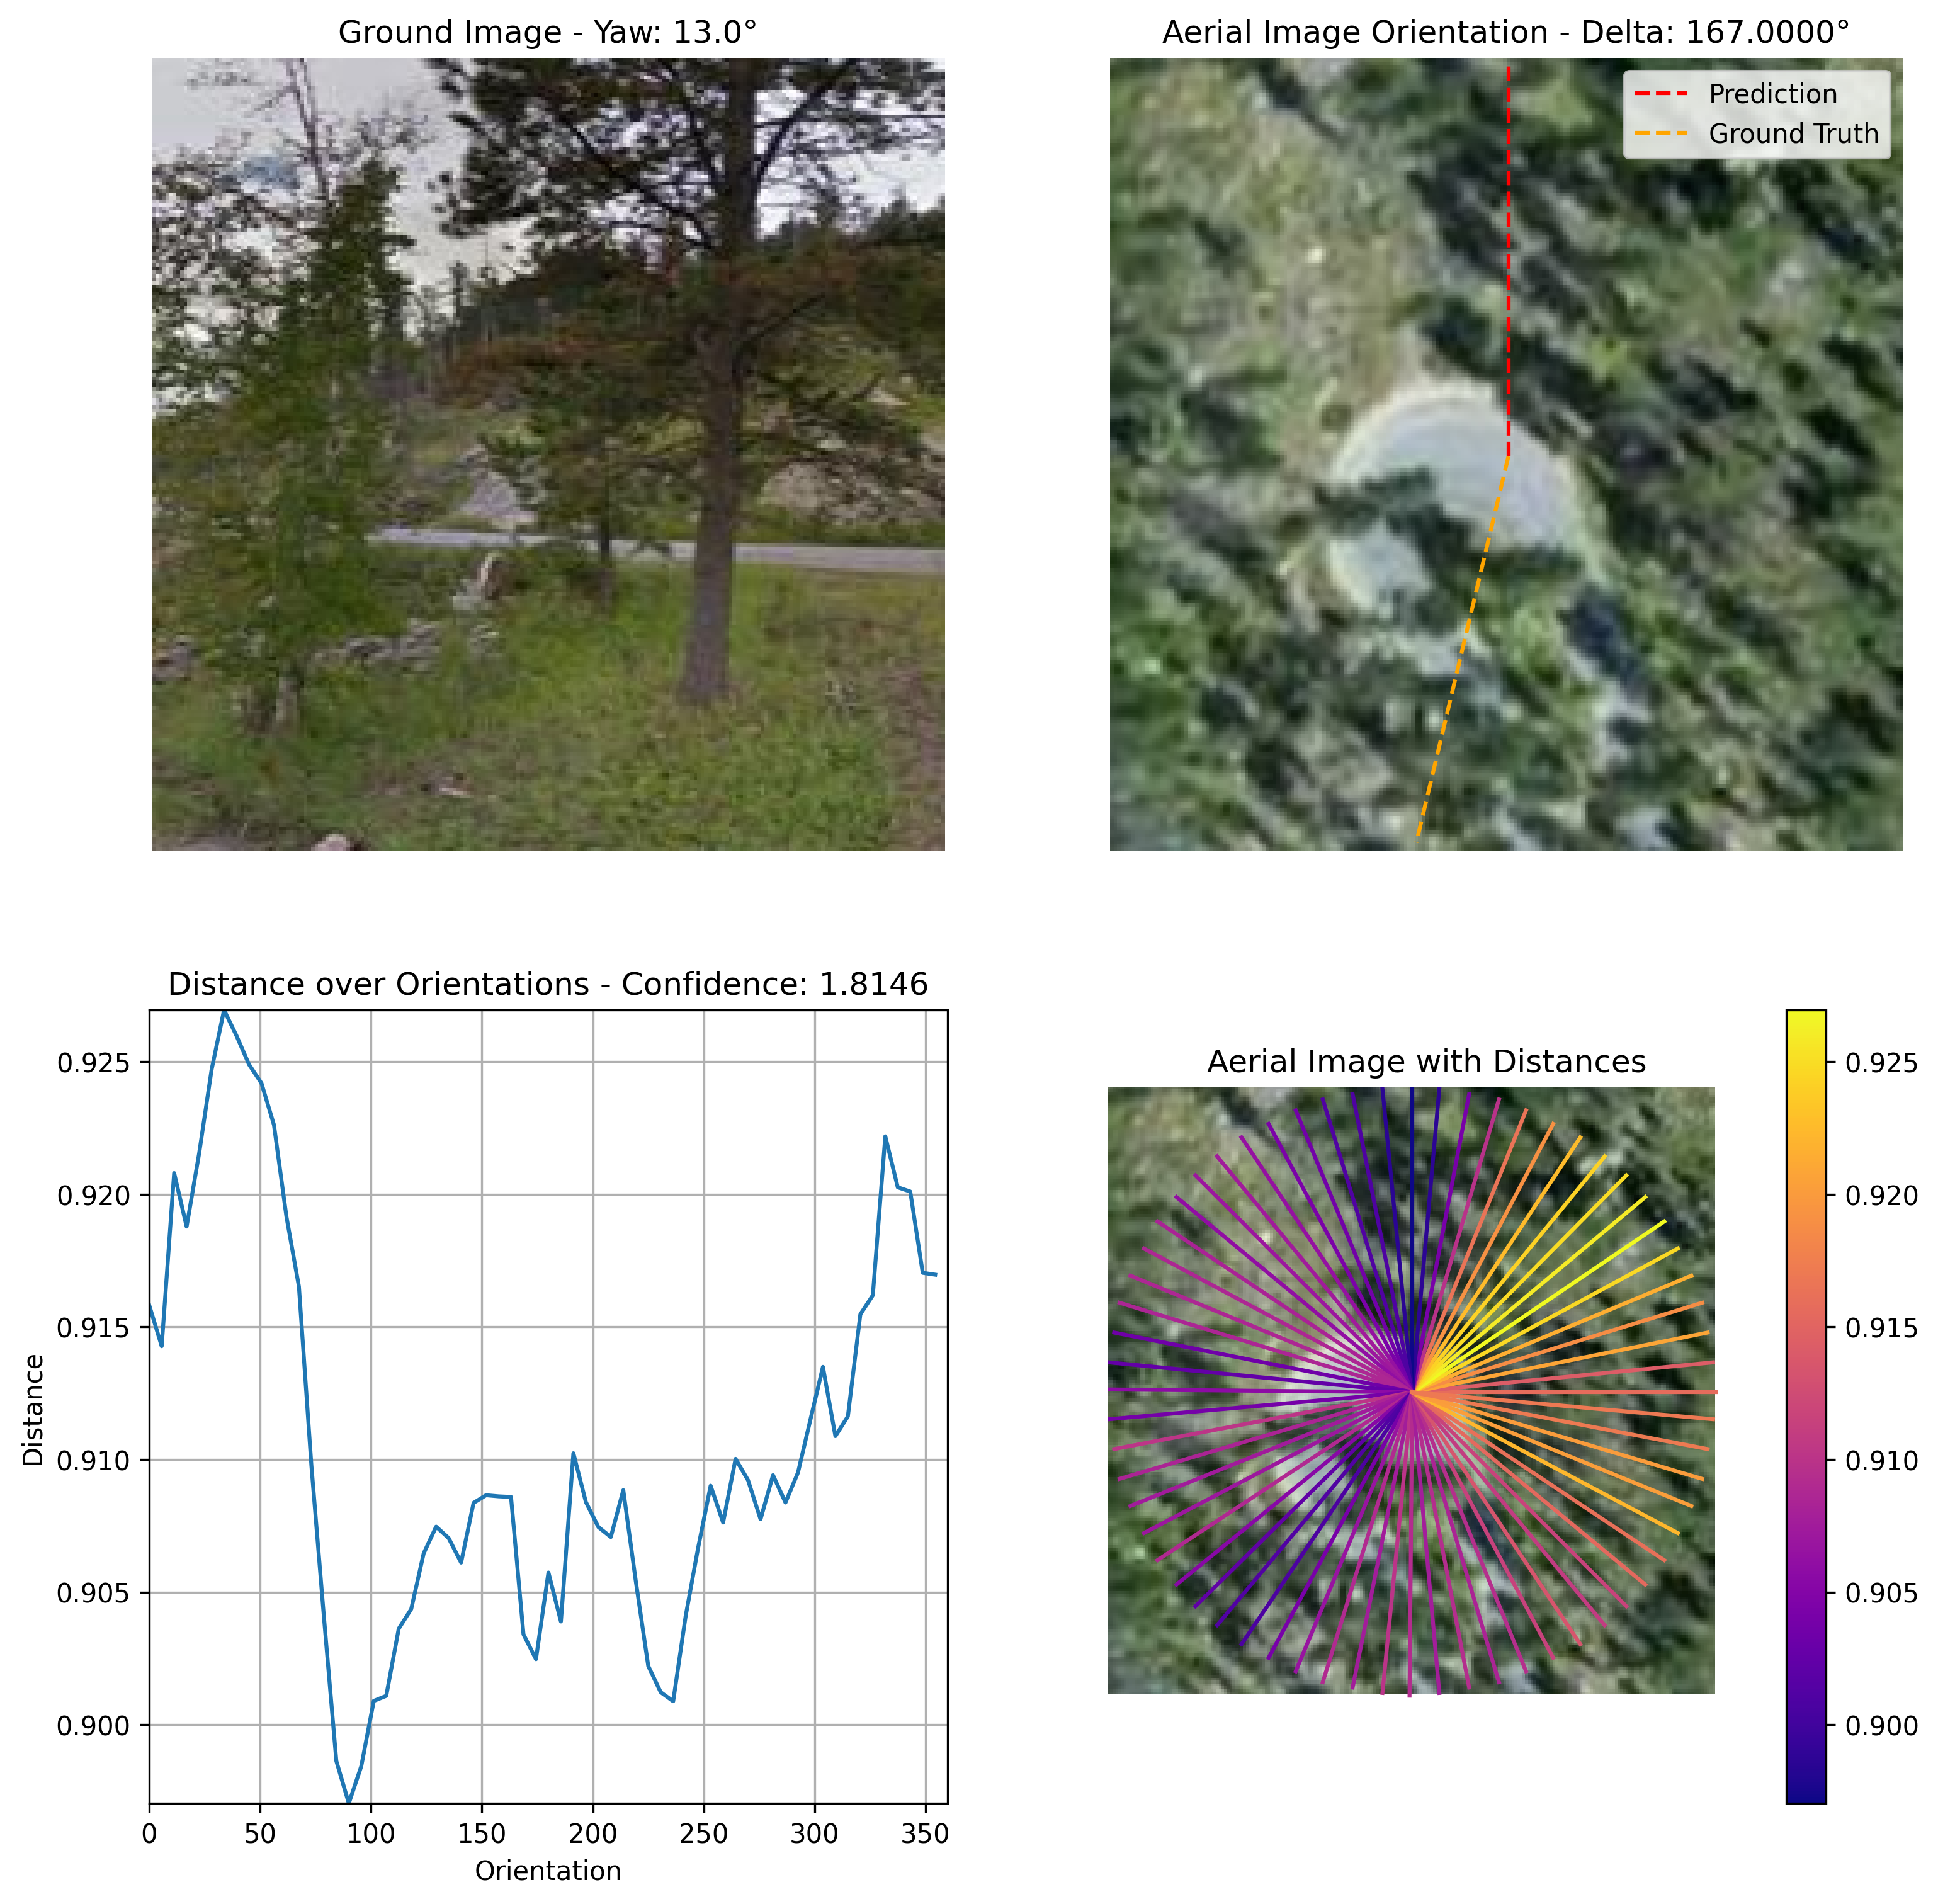 Ground Image - Yaw: 13.0°
Aerial Image Orientation - Delta: 167.0000°
Prediction
Ground Truth
Distance over Orientations - Confidence: 1.8146
0.925
0.920
0.915
0.910
0.905
0.900
Distance
0 50 100 150 200 250 300 350
Orientation
Aerial Image with Distances
0.925
0.920
0.915
0.910
0.905
0.900